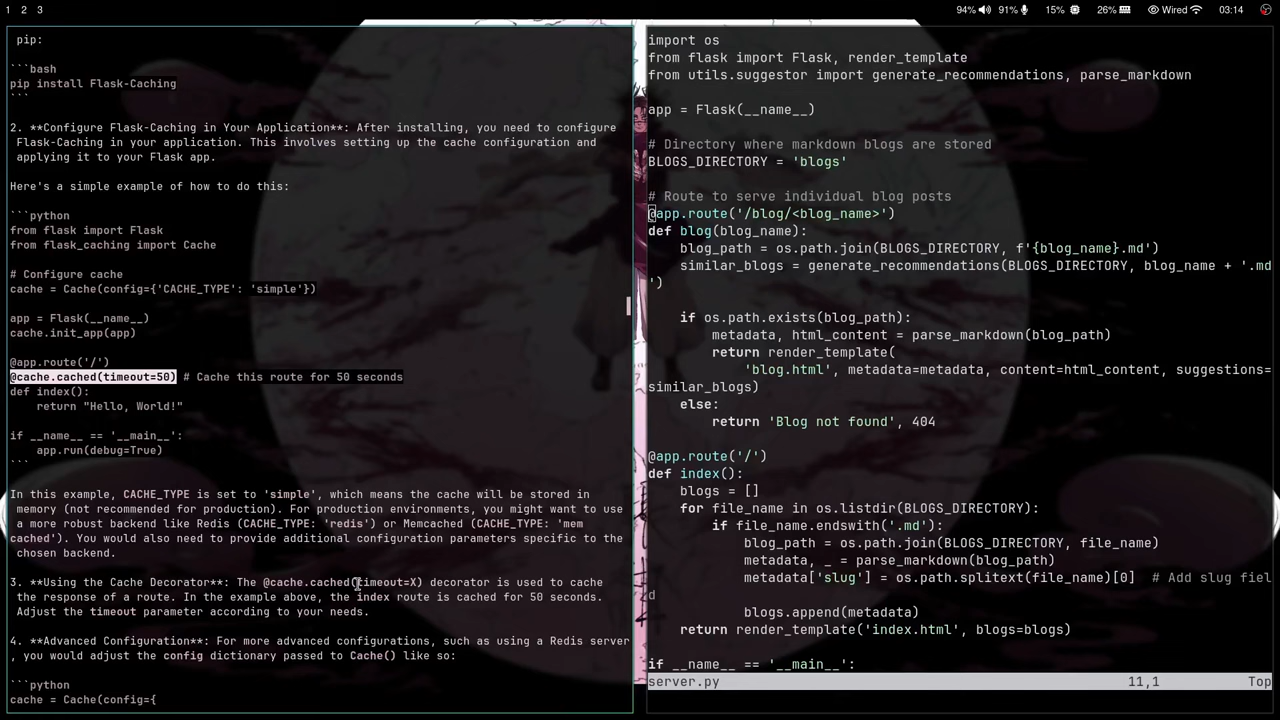 1 2 3
94% 91% 15% 26% Wired 03:14
pip:
```bash
pip install Flask-Caching
```
2. **Configure Flask-Caching in Your Application**: After installing, you need to configure
Flask-Caching in your application. This involves setting up the cache configuration and
applying it to your Flask app.
Here's a simple example of how to do this:
```python
from flask import Flask
from flask_caching import Cache
# Configure cache
cache = Cache(config={'CACHE_TYPE': 'simple'})
app = Flask(__name__)
cache.init_app(app)
@app.route('/')
@cache.cached(timeout=50) # Cache this route for 50 seconds
def index():
    return "Hello, World!"
if __name__ == '__main__':
    app.run(debug=True)
```
In this example, CACHE_TYPE is set to 'simple', which means the cache will be stored in
memory (not recommended for production). For production environments, you might want to use
a more robust backend like Redis (CACHE_TYPE: 'redis') or Memcached (CACHE_TYPE: 'mem
cached'). You would also need to provide additional configuration parameters specific to the
chosen backend.
3. **Using the Cache Decorator**: The @cache.cached(timeout=X) decorator is used to cache
the response of a route. In the example above, the index route is cached for 50 seconds.
Adjust the timeout parameter according to your needs.
4. **Advanced Configuration**: For more advanced configurations, such as using a Redis server
, you would adjust the config dictionary passed to Cache() like so:
```python
cache = Cache(config={
import os
from flask import Flask, render_template
from utils.suggestor import generate_recommendations, parse_markdown
app = Flask(__name__)
# Directory where markdown blogs are stored
BLOGS_DIRECTORY = 'blogs'
# Route to serve individual blog posts
@app.route('/blog/<blog_name>')
def blog(blog_name):
    blog_path = os.path.join(BLOGS_DIRECTORY, f'{blog_name}.md')
    similar_blogs = generate_recommendations(BLOGS_DIRECTORY, blog_name + '.md
')
    if os.path.exists(blog_path):
        metadata, html_content = parse_markdown(blog_path)
        return render_template(
            'blog.html', metadata=metadata, content=html_content, suggestions=
similar_blogs)
    else:
        return 'Blog not found', 404
@app.route('/')
def index():
    blogs = []
    for file_name in os.listdir(BLOGS_DIRECTORY):
        if file_name.endswith('.md'):
            blog_path = os.path.join(BLOGS_DIRECTORY, file_name)
            metadata, _ = parse_markdown(blog_path)
            metadata['slug'] = os.path.splitext(file_name)[0]  # Add slug fiel
d
            blogs.append(metadata)
    return render_template('index.html', blogs=blogs)
if __name__ == '__main__':
server.py 11,1 Top